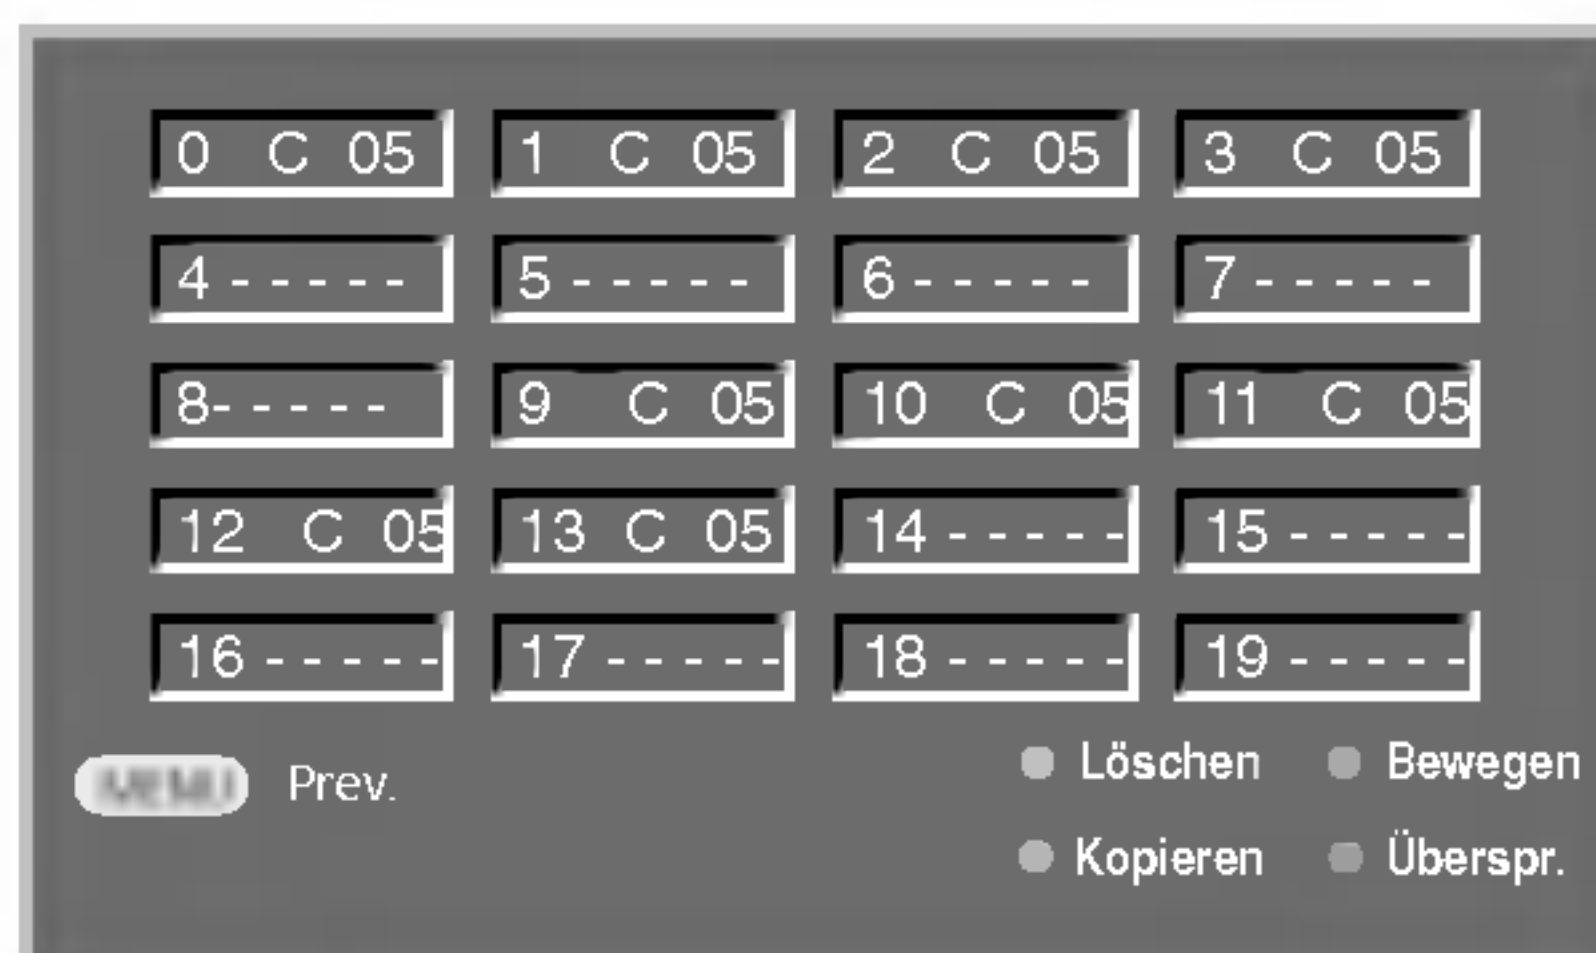 0 C 05 1 C 05 2 C 05 3 C 05
4 - - - - - 5 - - - - - 6 - - - - - 7 - - - - -
8- - - - - 9 C 05 10 C 05 11 C 05
12 C 05 13 C 05 14 - - - - - 15 - - - - -
16 - - - - - 17 - - - - - 18 - - - - - 19 - - - - -
Löschen Bewegen
MENU Prev.
Kopieren Überspr.